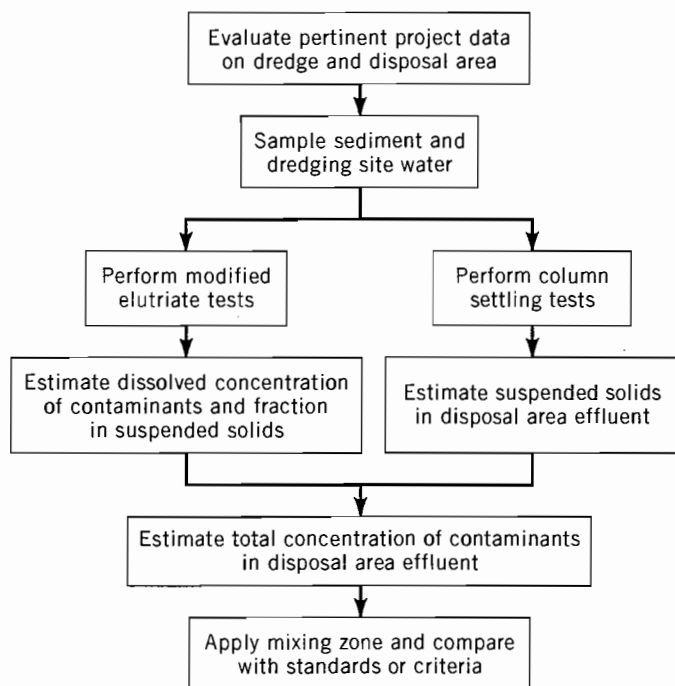 Evaluate pertinent project data
on dredge and disposal area
Sample sediment and
dredging site water
Perform modified
elutriate tests
Perform column
settling tests
Estimate dissolved concentration
of contaminants and fraction
in suspended solids
Estimate suspended solids
in disposal area effluent
Estimate total concentration of contaminants
in disposal area effluent
Apply mixing zone and compare
with standards or criteria